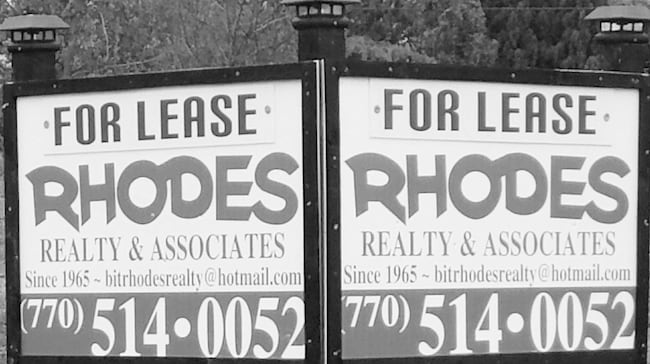 FOR LEASE
RHODES
REALTY & ASSOCIATES
Since 1965 ~ bitrhodesrealty@hotmail.com
(770) 514•0052
FOR LEASE
RHODES
REALTY & ASSOCIATES
Since 1965 ~ bitrhodesrealty@hotmail.com
(770) 514•0052